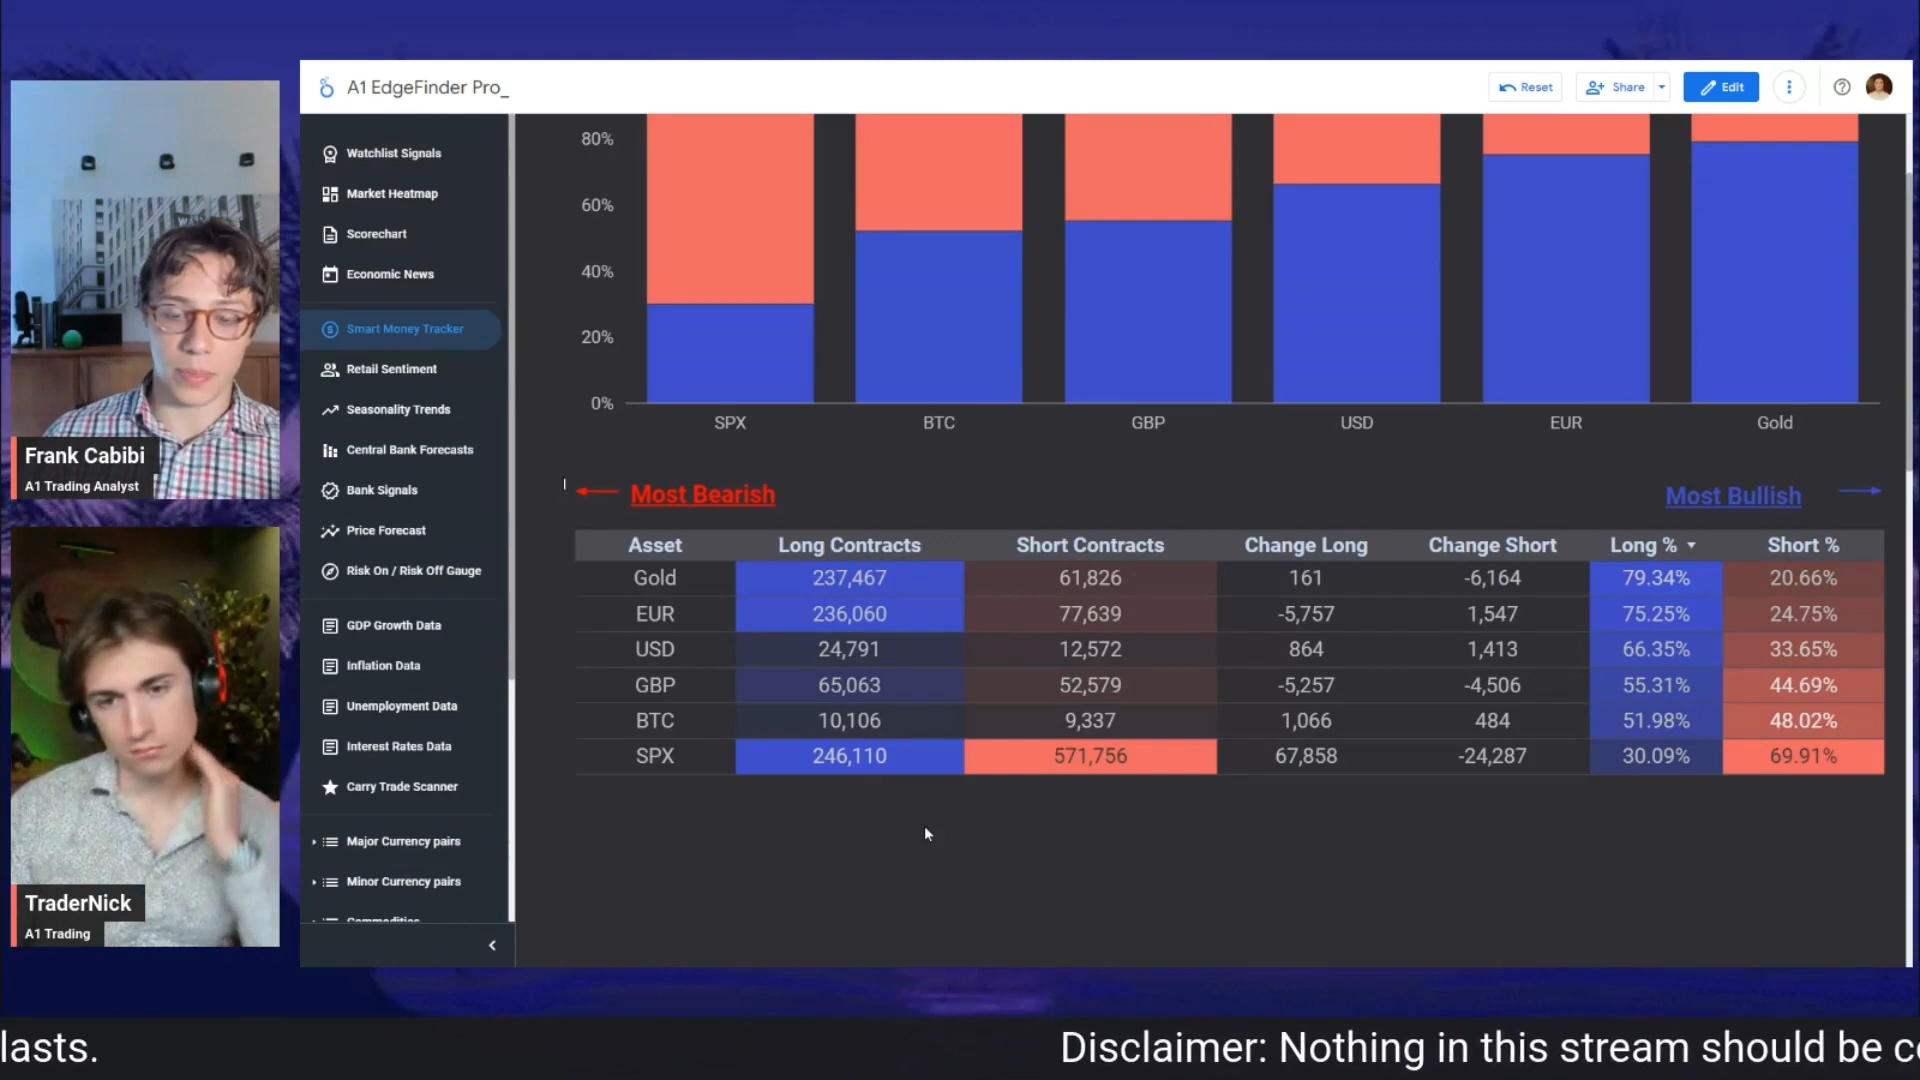 A1 EdgeFinder Pro_
Reset
Share
Edit
Watchlist Signals
Market Heatmap
Scorechart
Economic News
Smart Money Tracker
Retail Sentiment
Seasonality Trends
Central Bank Forecasts
Bank Signals
Price Forecast
Risk On / Risk Off Gauge
GDP Growth Data
Inflation Data
Unemployment Data
Interest Rates Data
Carry Trade Scanner
Major Currency pairs
Minor Currency pairs
Commodities
80%
60%
40%
20%
0%
SPX BTC GBP USD EUR Gold
Most Bearish
Most Bullish
Asset Long Contracts Short Contracts Change Long Change Short Long % Short %
Gold 237,467 61,826 161 -6,164 79.34% 20.66%
EUR 236,060 77,639 -5,757 1,547 75.25% 24.75%
USD 24,791 12,572 864 1,413 66.35% 33.65%
GBP 65,063 52,579 -5,257 -4,506 55.31% 44.69%
BTC 10,106 9,337 1,066 484 51.98% 48.02%
SPX 246,110 571,756 67,858 -24,287 30.09% 69.91%
Frank Cabibi
A1 Trading Analyst
TraderNick
A1 Trading
lasts.
Disclaimer: Nothing in this stream should be